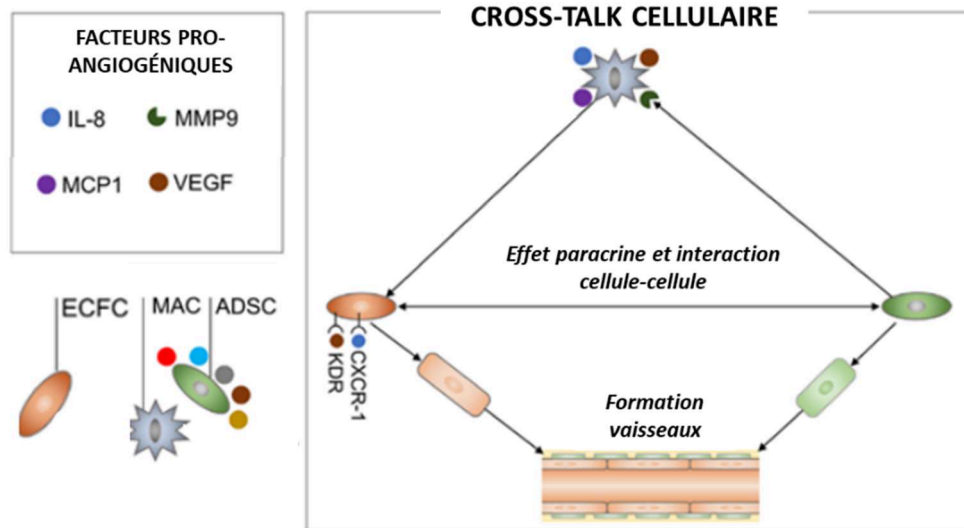 FACTEURS PRO-
ANGIOGÉNIQUES
IL-8
MMP9
MCP1
VEGF
ECFC
MAC
ADSC
CROSS-TALK CELLULAIRE
Effet paracrine et interaction
cellule-cellule
KDR
CXCR-1
Formation
vaisseaux